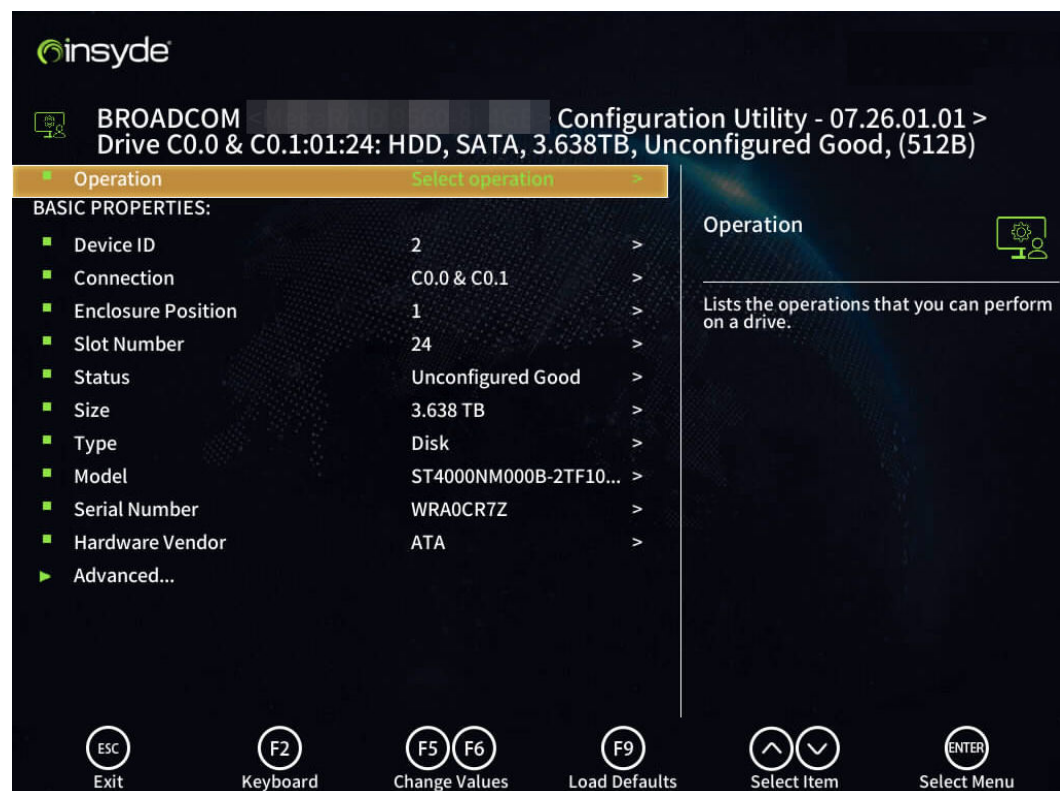 insyde
BROADCOM Configuration Utility - 07.26.01.01 >
Drive C0.0 & C0.1:01:24: HDD, SATA, 3.638TB, Unconfigured Good, (512B)
Operation Select operation >
BASIC PROPERTIES:
Device ID 2 >
Connection C0.0 & C0.1 >
Enclosure Position 1 >
Slot Number 24 >
Status Unconfigured Good >
Size 3.638 TB >
Type Disk >
Model ST4000NM000B-2TF10... >
Serial Number WRA0CR7Z >
Hardware Vendor ATA >
Advanced...
Operation
Lists the operations that you can perform
on a drive.
ESC F2 F5 F6 F9 ENTER
Exit Keyboard Change Values Load Defaults Select Item Select Menu